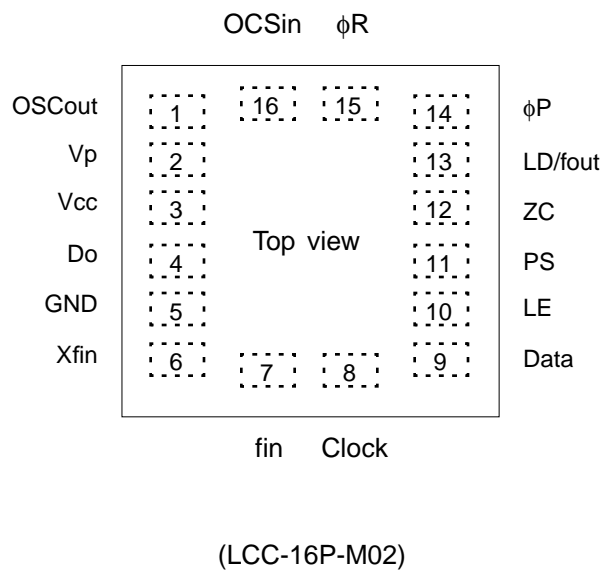 OCSin φR
OSCout 1 16 15 14 φP
Vp 2 13 LD/fout
Vcc 3 12 ZC
Top view
Do 4 11 PS
GND 5 10 LE
Xfin 6 7 8 9 Data
fin Clock
(LCC-16P-M02)